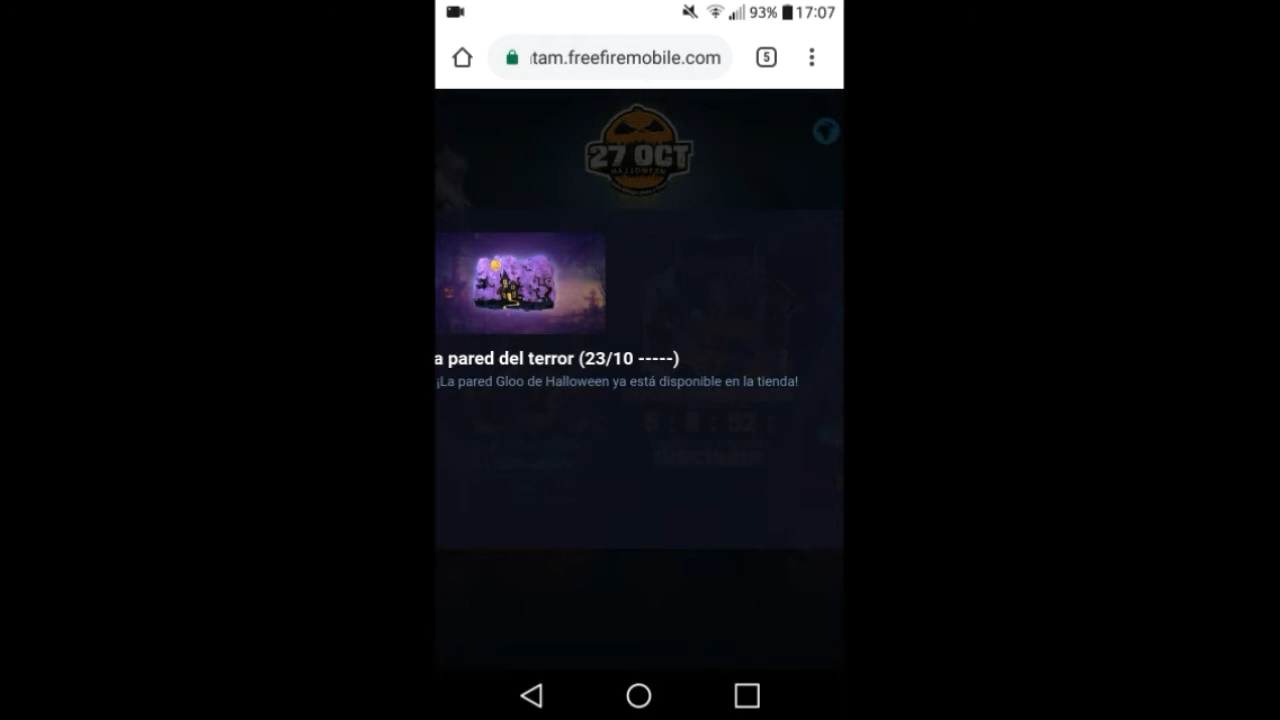 93% 17:07
tam.freefiremobile.com 5
27 OCT
HALLOWEEN
a pared del terror (23/10 -----)
¡La pared Gloo de Halloween ya está disponible en la tienda!